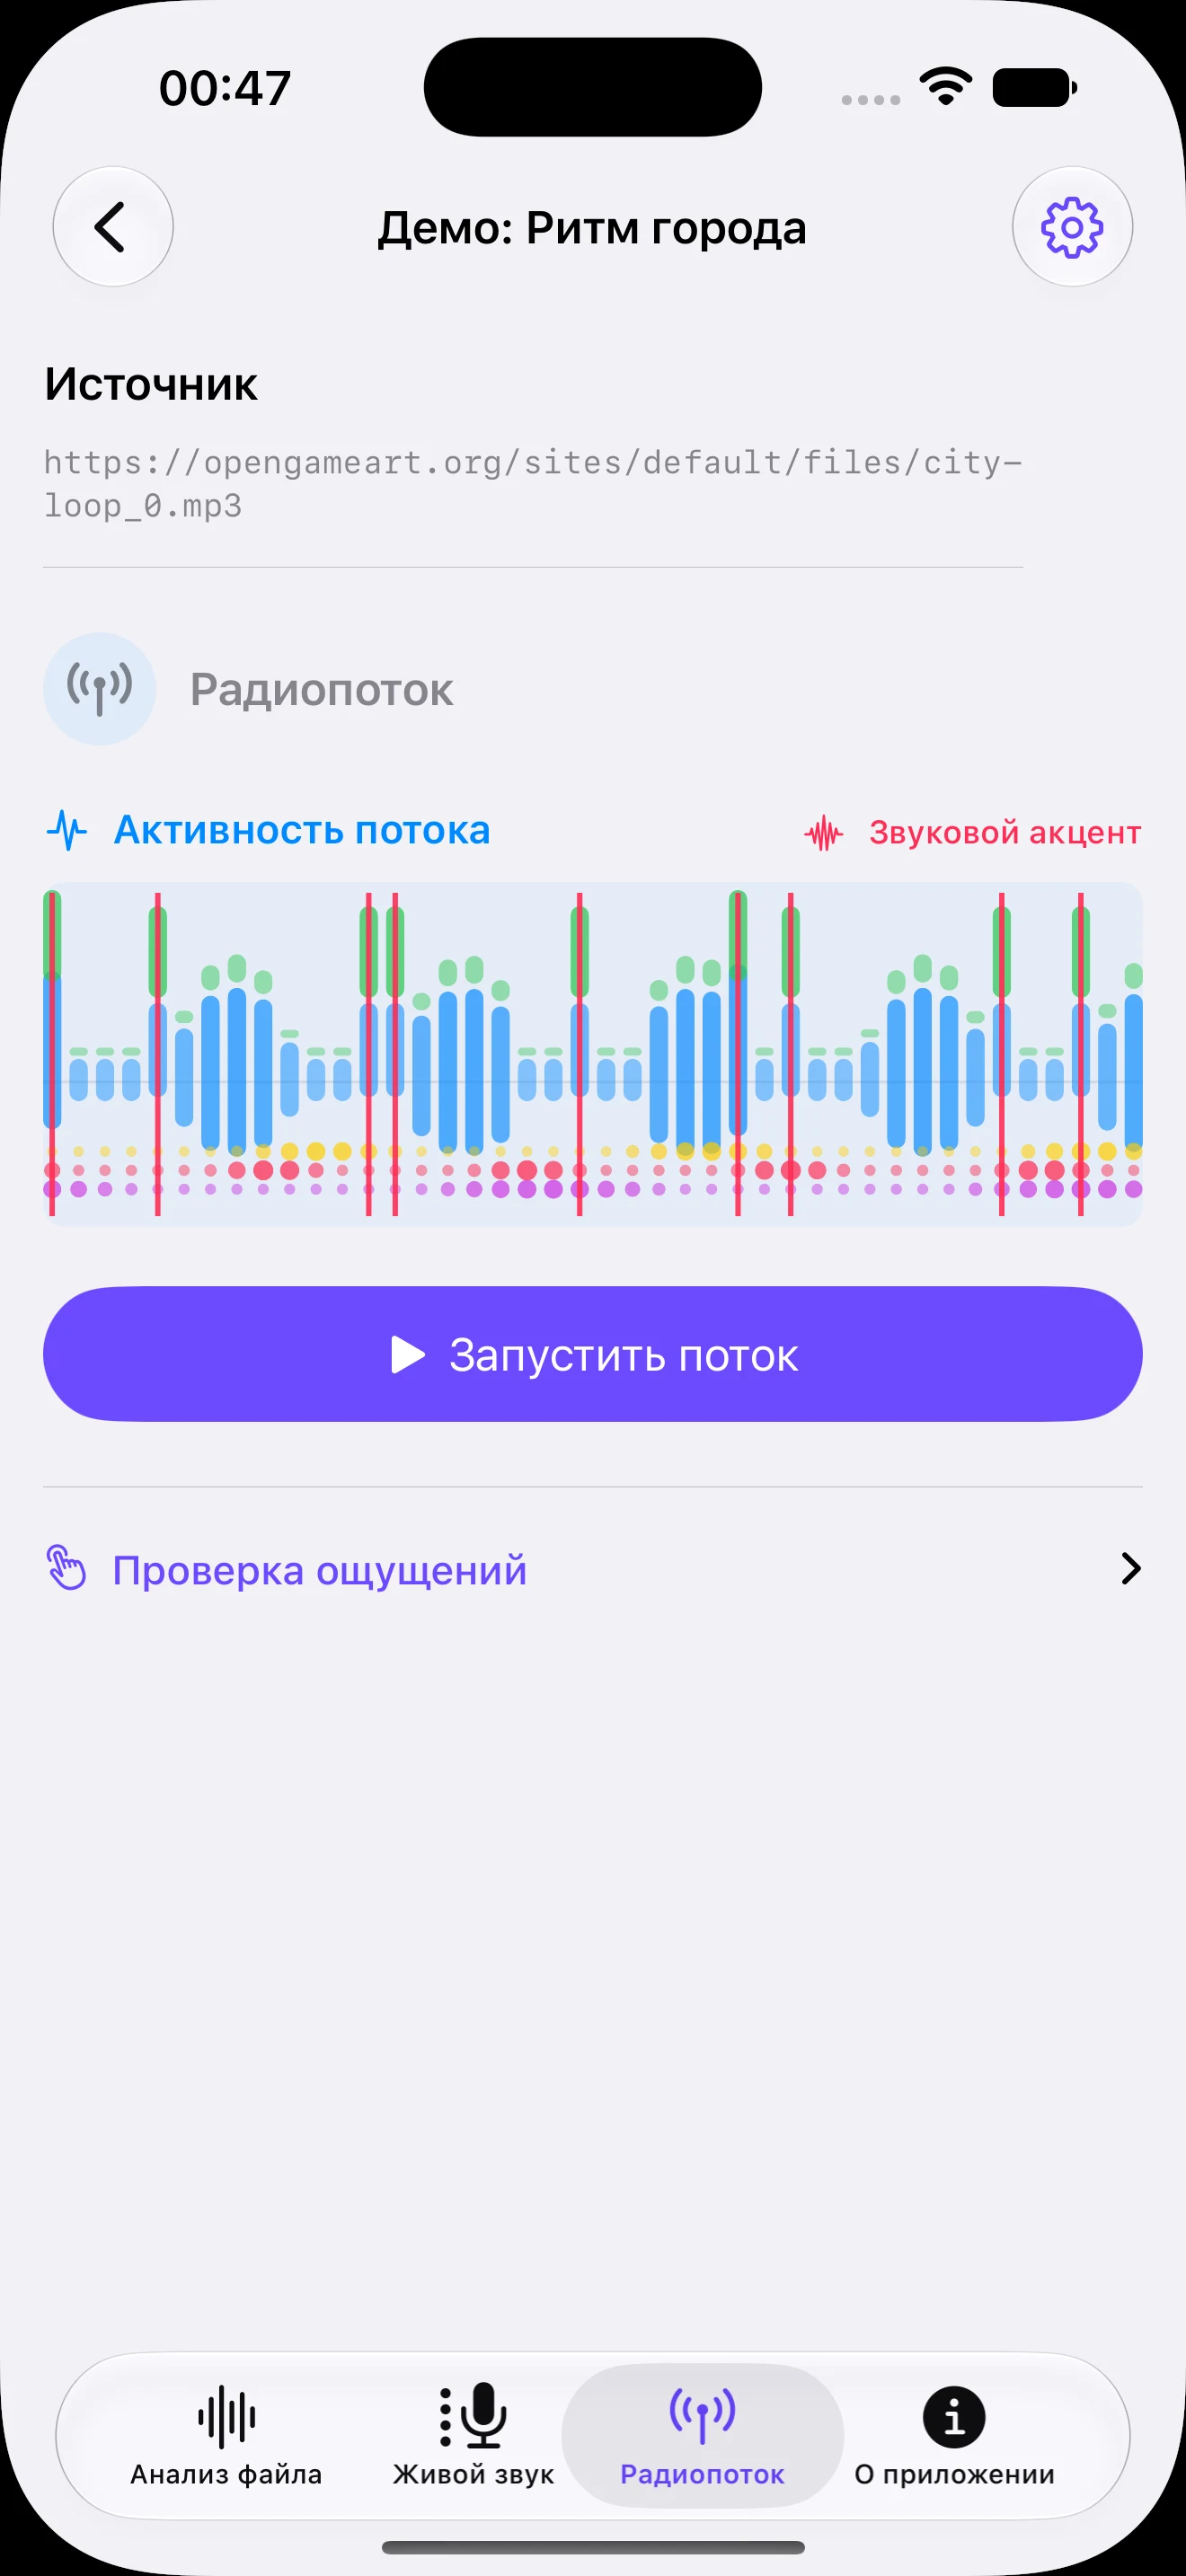 00:47
Демо: Ритм города
Источник
https://opengameart.org/sites/default/files/city-
loop_0.mp3
Радиопоток
Активность потока
Звуковой акцент
Запустить поток
Проверка ощущений
Анализ файла
Живой звук
Радиопоток
О приложении